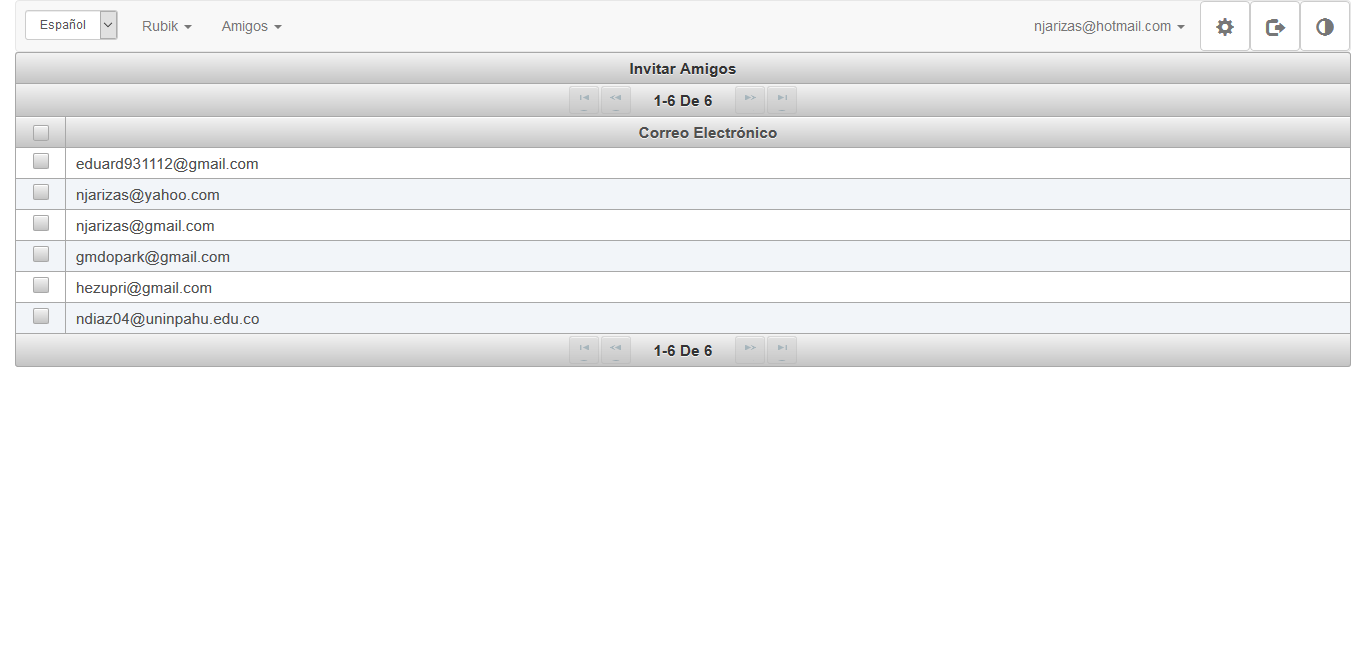 Español Rubik Amigos njarizas@hotmail.com
Invitar Amigos
1-6 De 6
Correo Electrónico
eduard931112@gmail.com
njarizas@yahoo.com
njarizas@gmail.com
gmdopark@gmail.com
hezupri@gmail.com
ndiaz04@uninpahu.edu.co
1-6 De 6